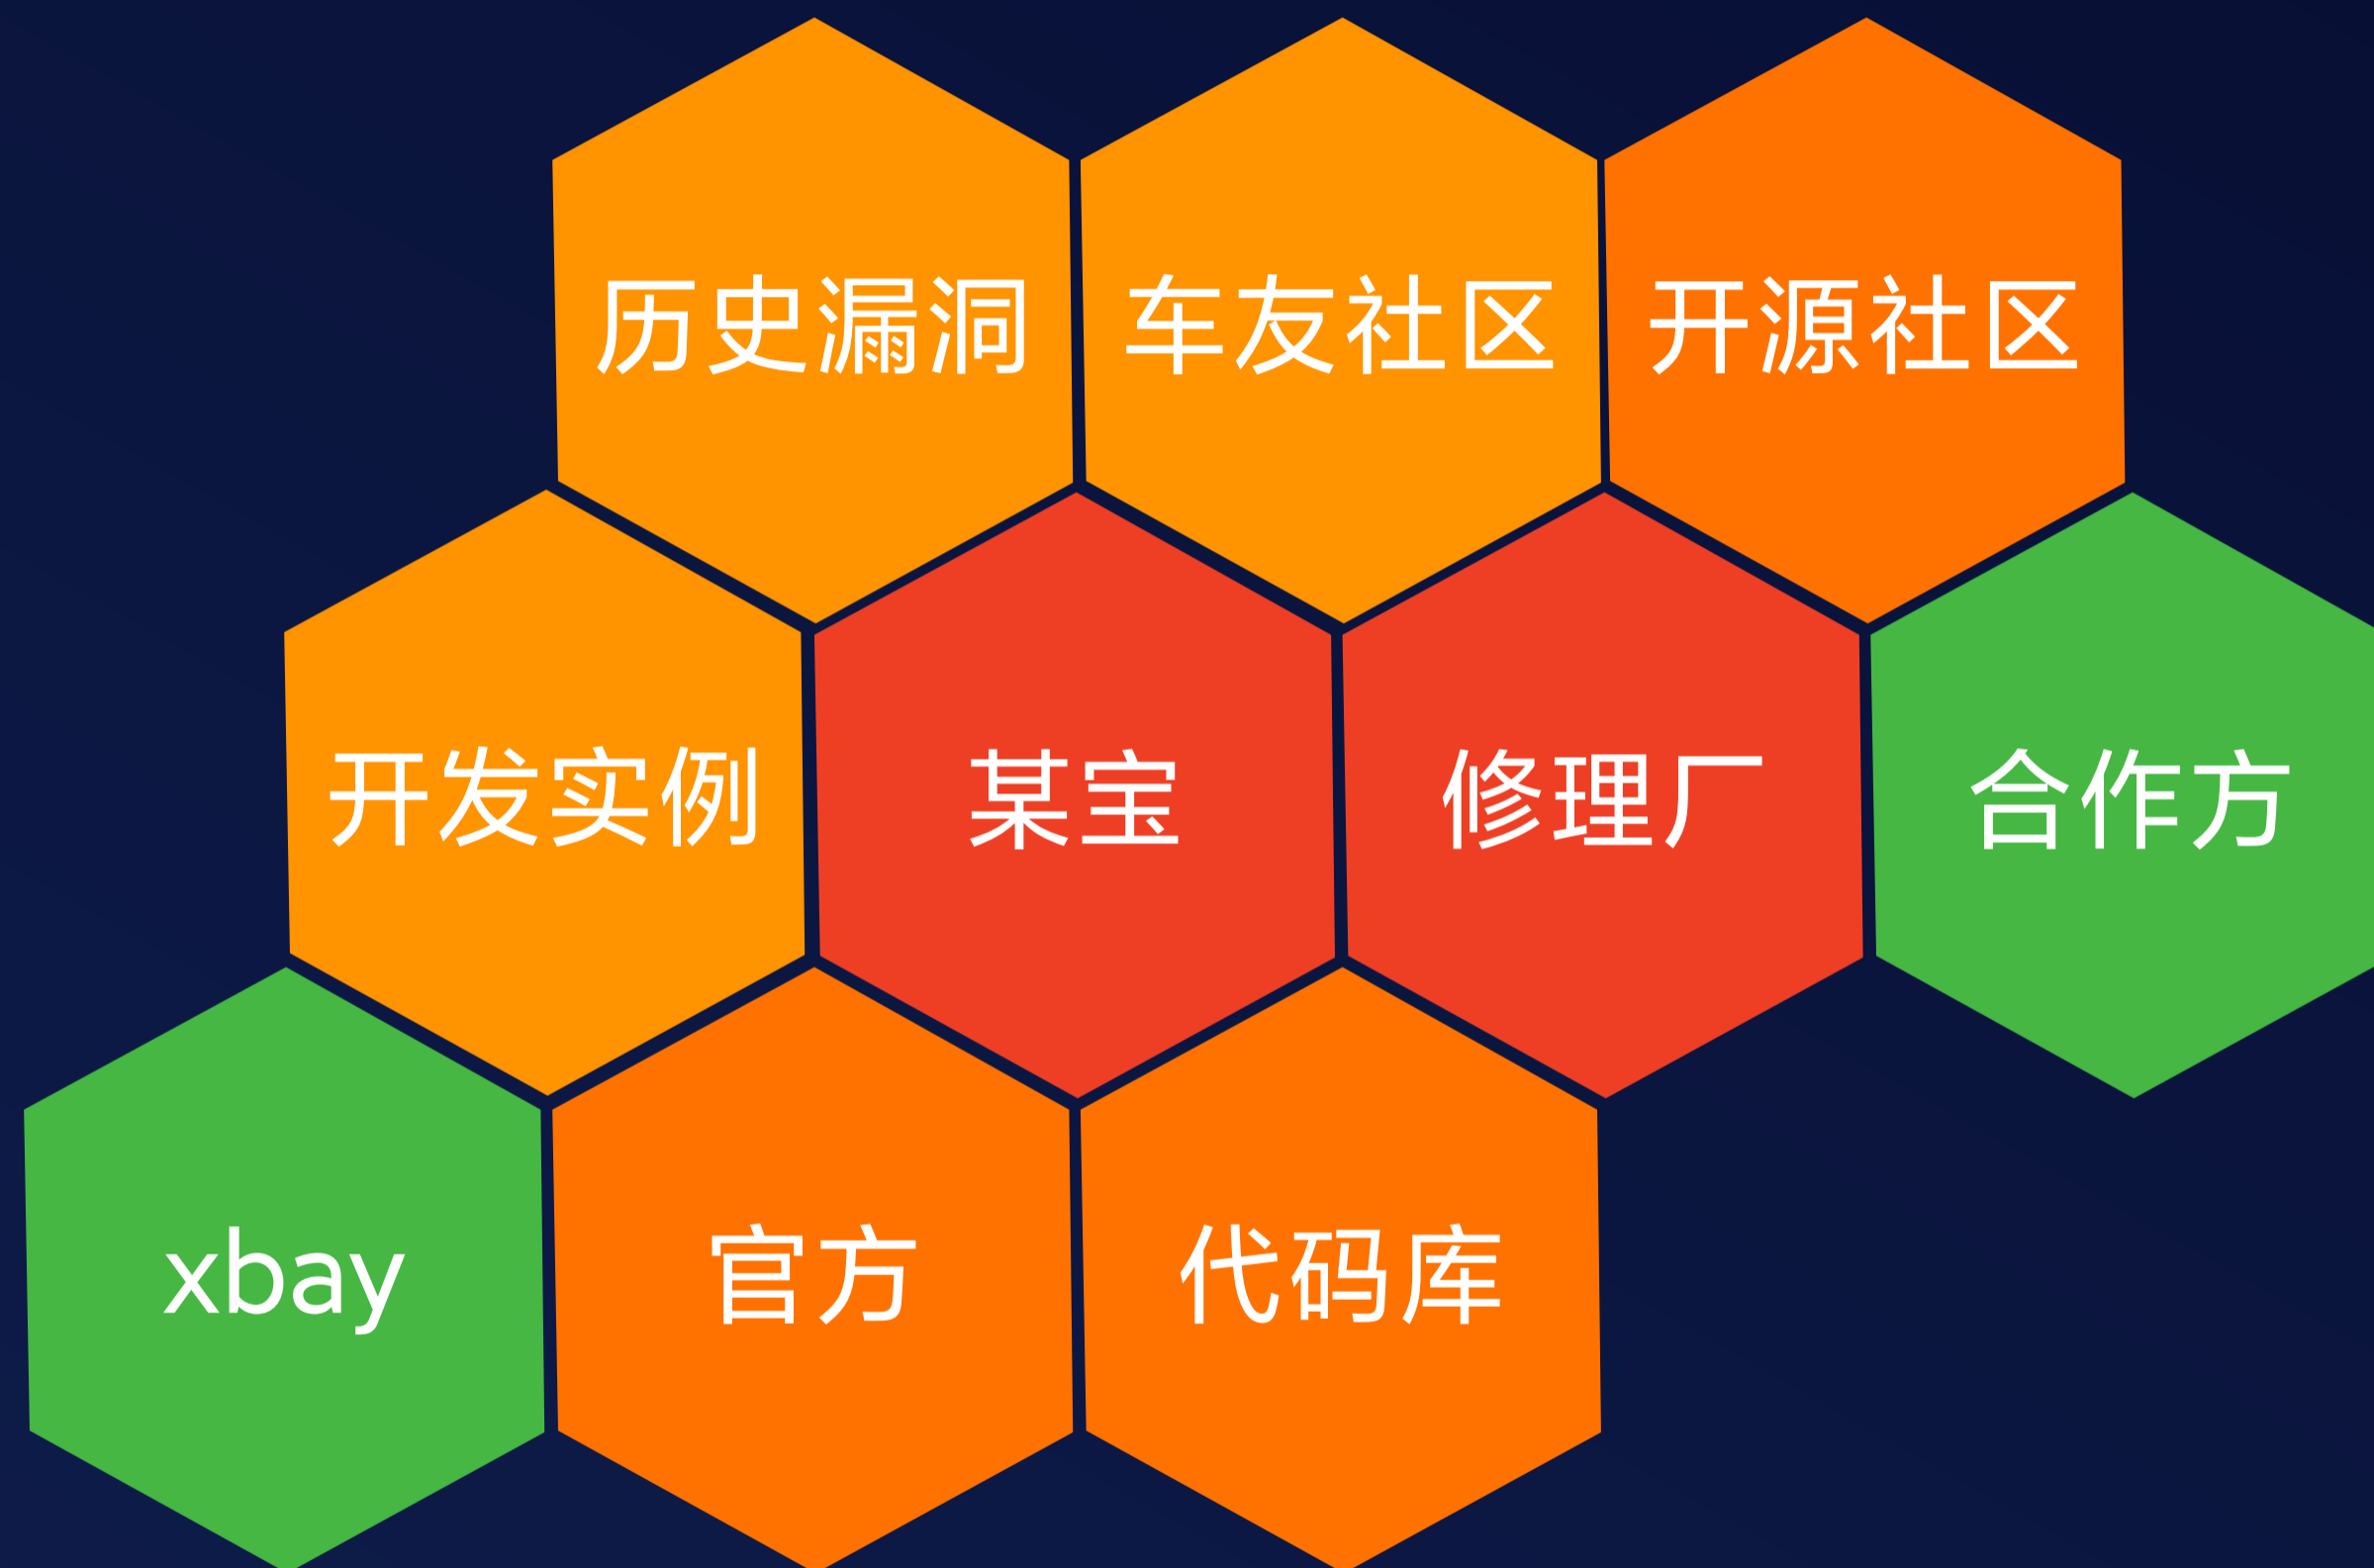 历史漏洞
车友社区
开源社区
开发实例
某宝
修理厂
合作方
xbay
官方
代码库